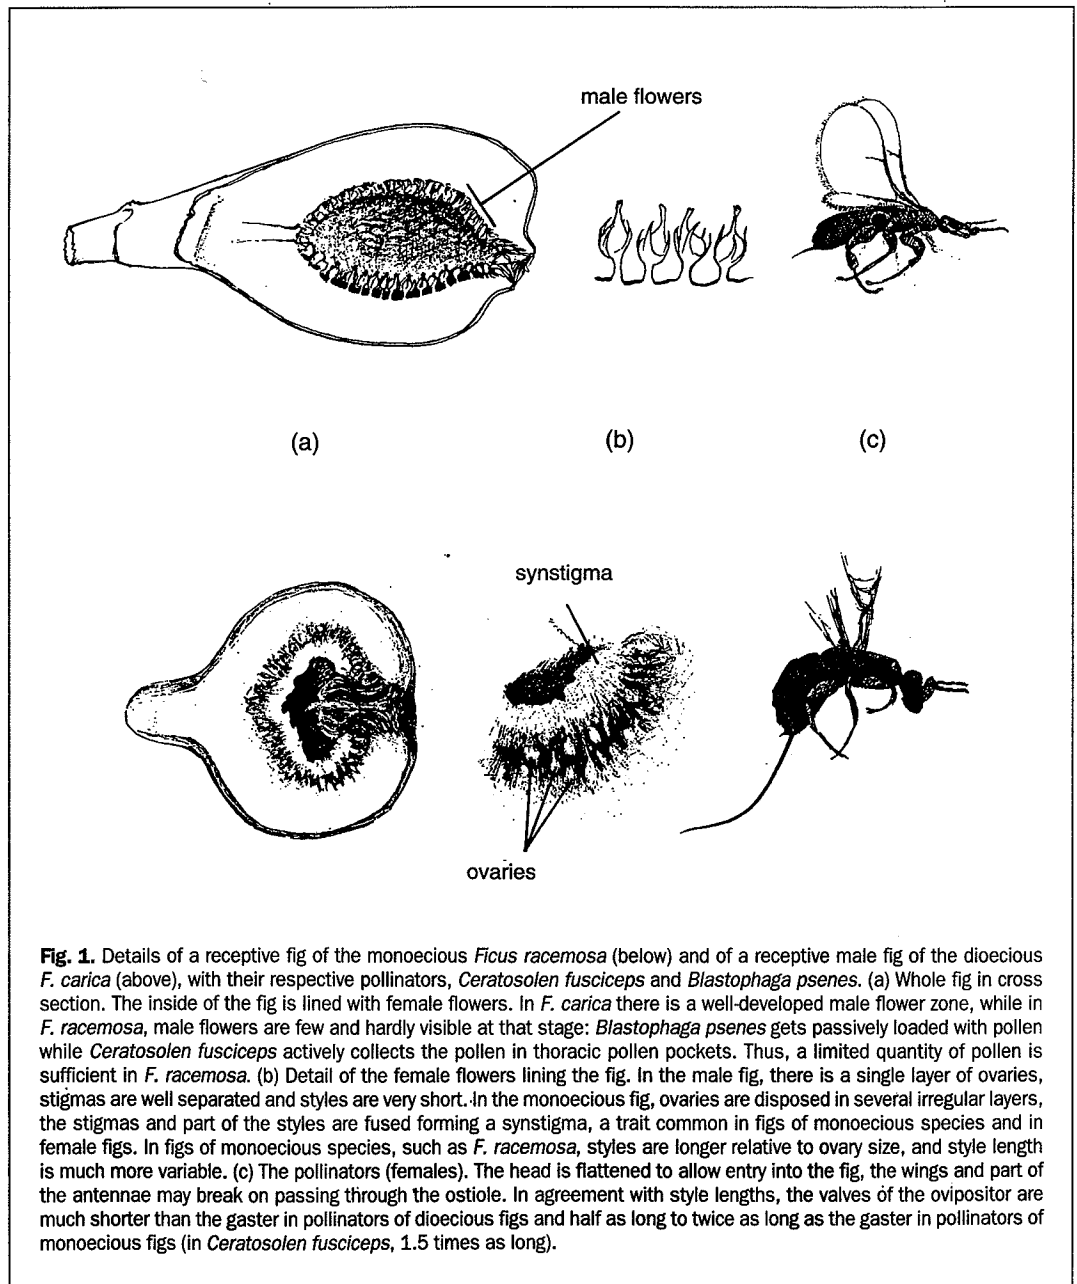 male flowers
(a)
(b)
(c)
synstigma
ovaries
Fig. 1. Details of a receptive fig of the monoecious Ficus racemosa (below) and of a receptive male fig of the dioecious
F. carica (above), with their respective pollinators, Ceratosolen fusciceps and Blastophaga psenes. (a) Whole fig in cross
section. The inside of the fig is lined with female flowers. In F. carica there is a well-developed male flower zone, while in
F. racemosa, male flowers are few and hardly visible at that stage: Blastophaga psenes gets passively loaded with pollen
while Ceratosolen fusciceps actively collects the pollen in thoracic pollen pockets. Thus, a limited quantity of pollen is
sufficient in F. racemosa. (b) Detail of the female flowers lining the fig. In the male fig, there is a single layer of ovaries,
stigmas are well separated and styles are very short. In the monoecious fig, ovaries are disposed in several irregular layers,
the stigmas and part of the styles are fused forming a synstigma, a trait common in figs of monoecious species and in
female figs. In figs of monoecious species, such as F. racemosa, styles are longer relative to ovary size, and style length
is much more variable. (c) The pollinators (females). The head is flattened to allow entry into the fig, the wings and part of
the antennae may break on passing through the ostiole. In agreement with style lengths, the valves of the ovipositor are
much shorter than the gaster in pollinators of dioecious figs and half as long to twice as long as the gaster in pollinators of
monoecious figs (in Ceratosolen fusciceps, 1.5 times as long).